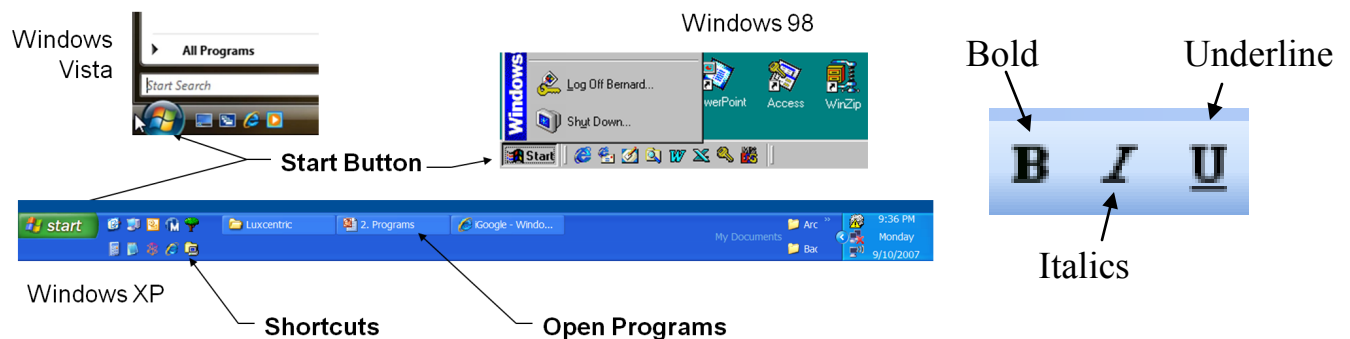 Windows
Vista
All Programs
Start Search
Windows 98
Windows
Log Off Bernard...
Shut Down...
werPoint
Access
WinZip
Start
Start Button
start
Luxcentric
2. Programs
iGoogle - Windo...
My Documents
Arc
Bac
9:36 PM
Monday
9/10/2007
Windows XP
Shortcuts
Open Programs
Bold
Underline
B I U
Italics